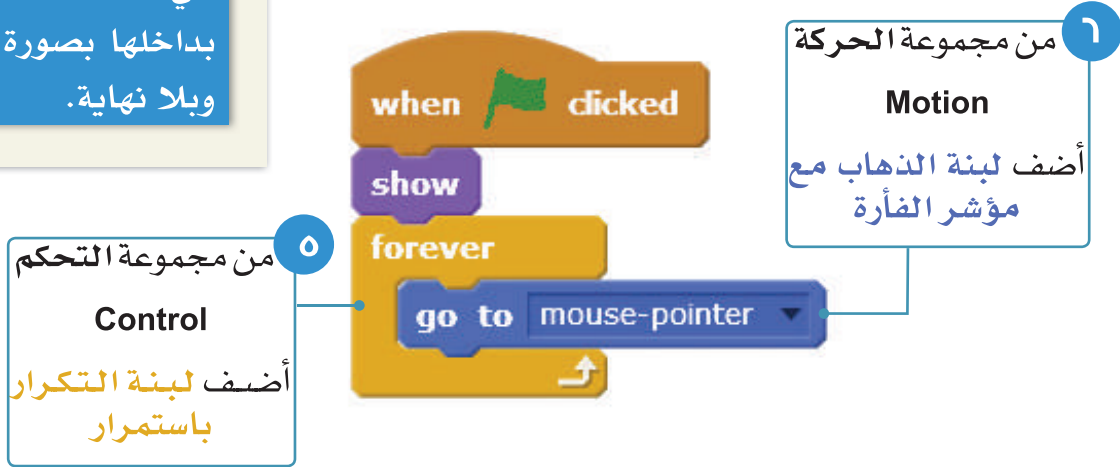 بداخلها بصورة
وبلا نهاية.
when clicked
show
forever
go to mouse-pointer
٥
من مجموعة التحكم
Control
أضف لبنة التكرار
باستمرار
٦
من مجموعة الحركة
Motion
أضف لبنة الذهاب مع
مؤشر الفأرة